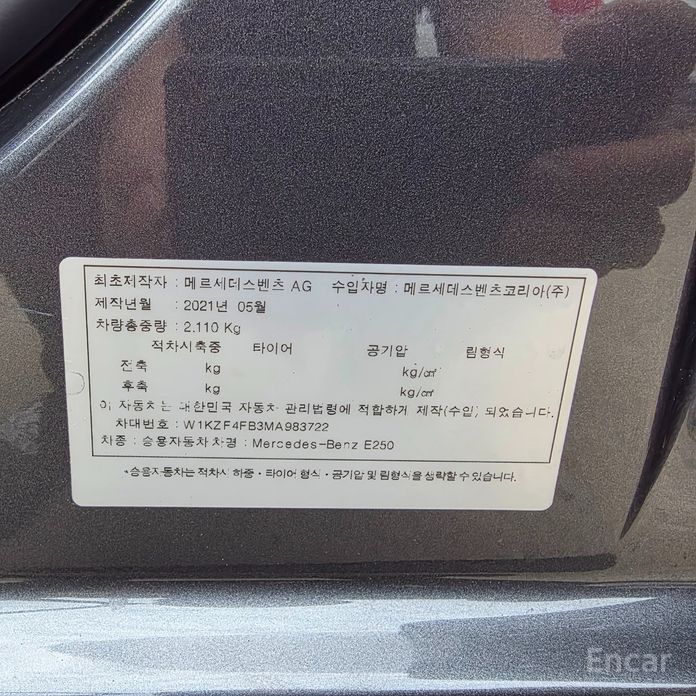 최초제작자 : 메르세데스벤츠 AG 수입자명 : 메르세데스벤츠코리아(주)
제작년월 : 2021년 05월
차량총중량 : 2.110 Kg
적차시축중 타이어 공기압 림형식
전축 kg kg/㎠
후축 kg kg/㎠
이 자동차는 대한민국 자동차 관리법령에 적합하게 제작(수입) 되었습니다.
차대번호 : W1KZF4FB3MA983722
차종 : 승용자동차 차명 : Mercedes-Benz E250
*승용자동차는 적차시 하중·타이어 형식·공기압 및 림형식을 생략할 수 있습니다.
Encar